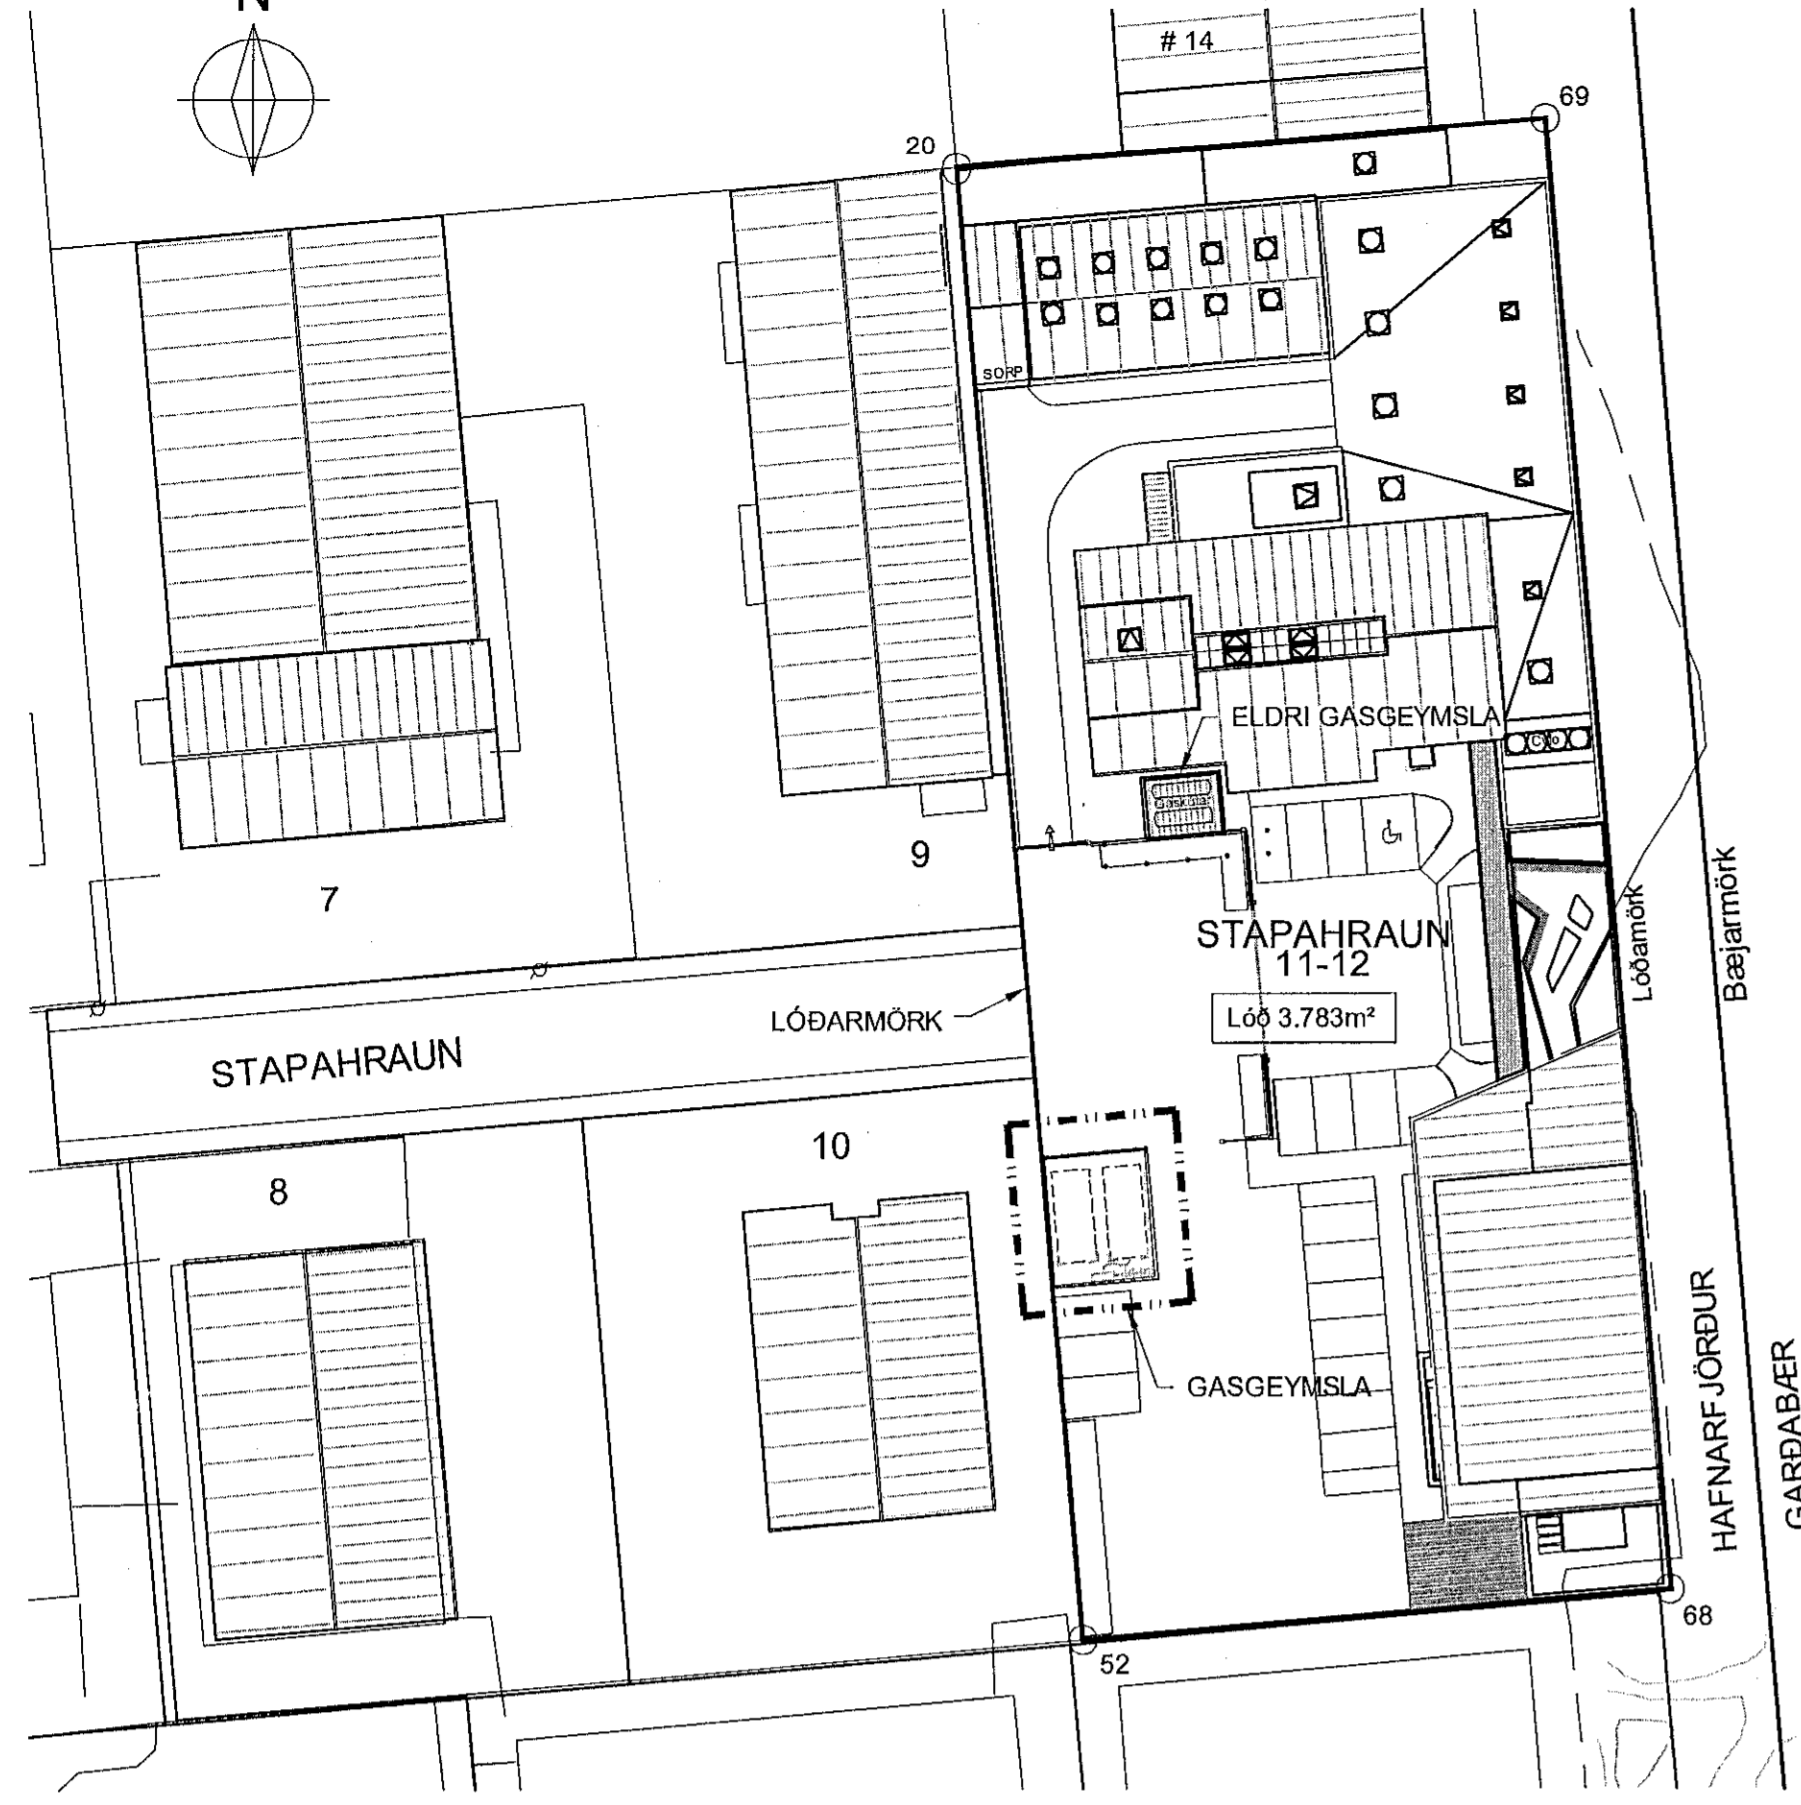 N
# 14
69
20
SORP
ELDRI GASGEYMSLA
Gaskútar
9
7
STAPAHRAUN
11-12
Lóð 3.783m²
LÓÐARMÖRK
STAPAHRAUN
Lóðamörk
Bæjarmörk
10
8
GASGEYMSLA
HAFNARFJÖRÐUR
GARÐABÆR
68
52